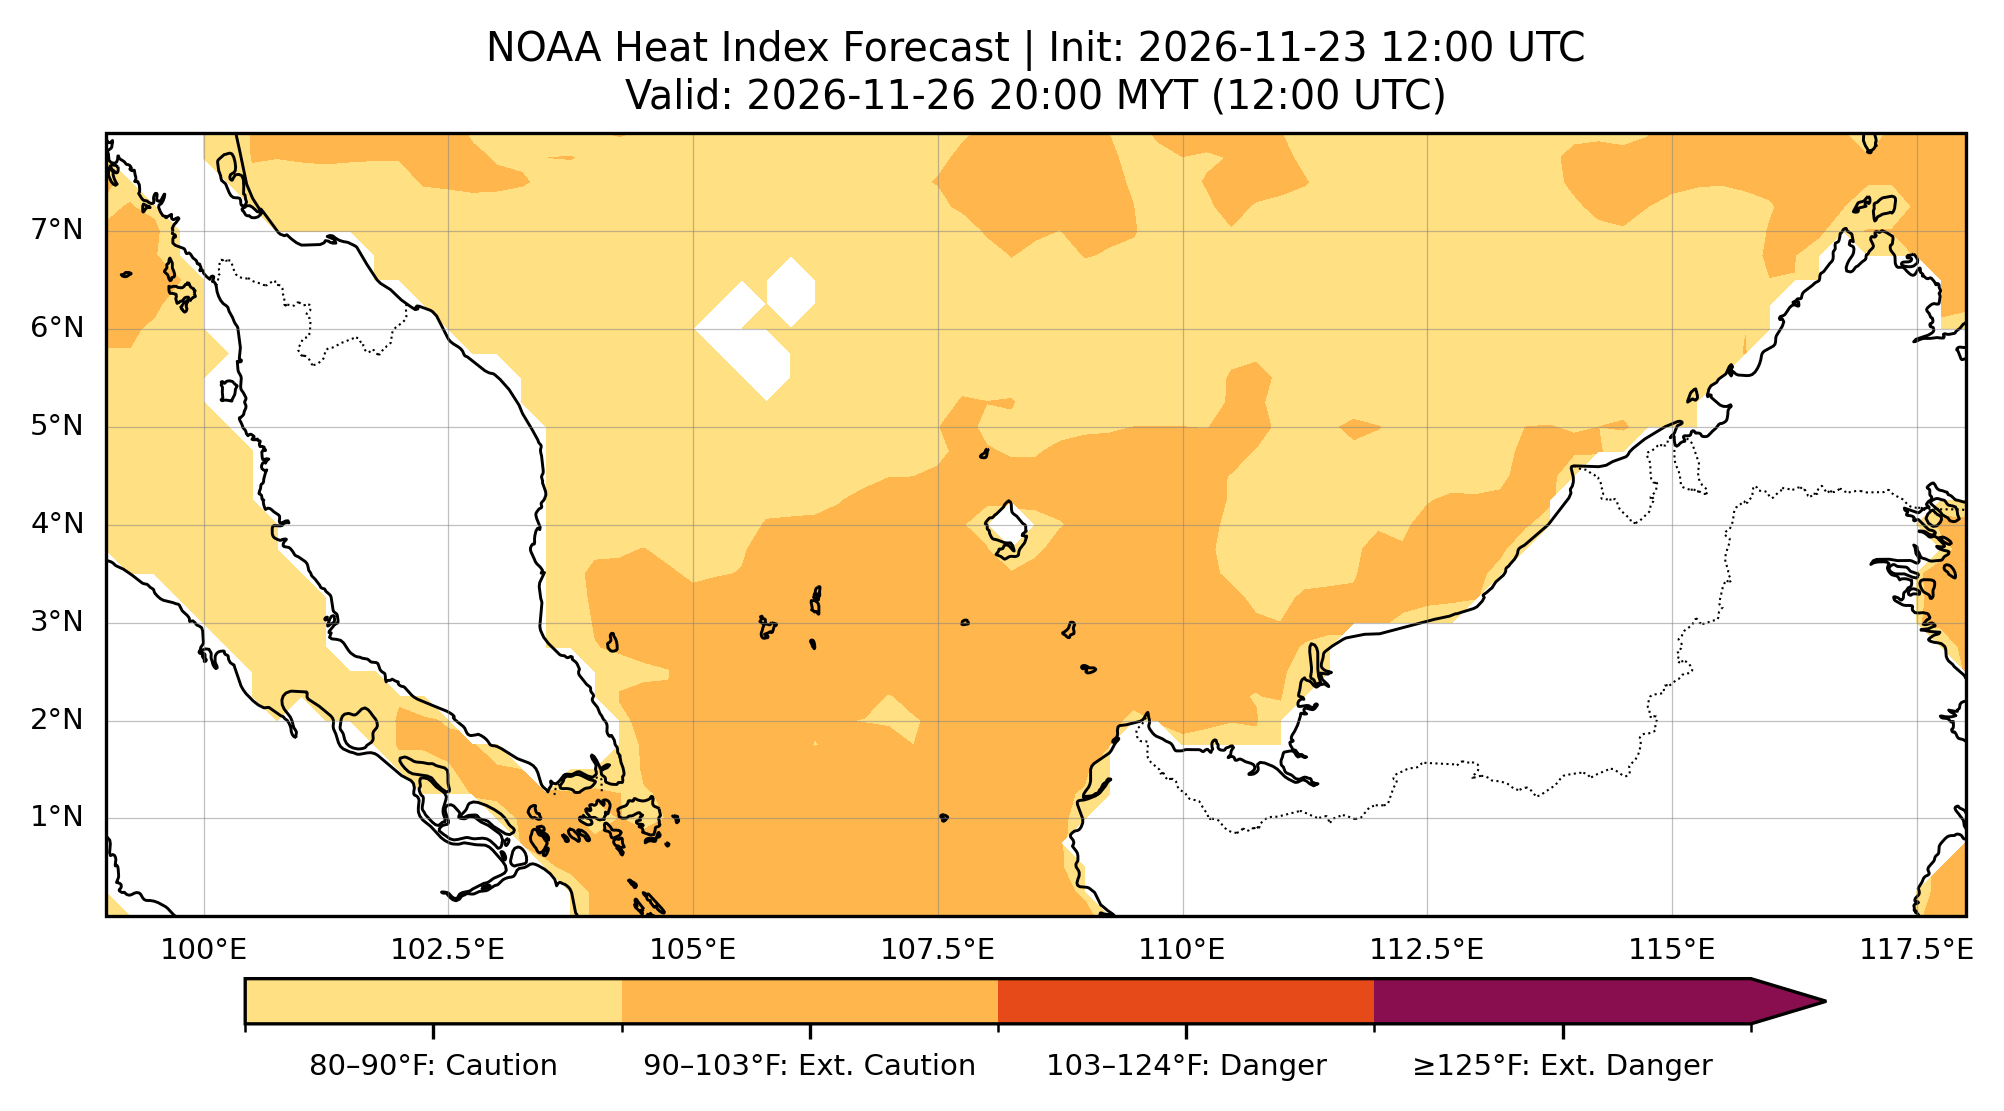 NOAA Heat Index Forecast | Init: 2026-11-23 12:00 UTC
Valid: 2026-11-26 20:00 MYT (12:00 UTC)
7°N
6°N
5°N
4°N
3°N
2°N
1°N
100°E 102.5°E 105°E 107.5°E 110°E 112.5°E 115°E 117.5°E
80–90°F: Caution 90–103°F: Ext. Caution 103–124°F: Danger ≥125°F: Ext. Danger